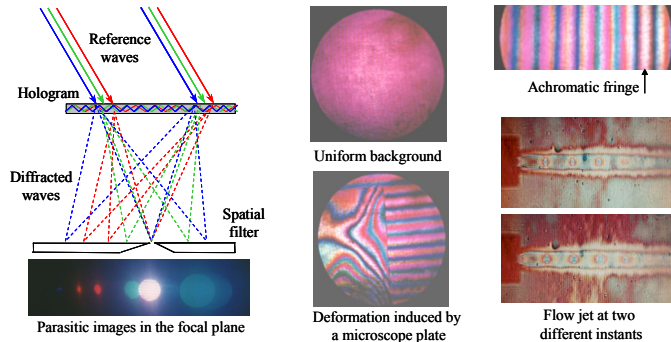 Reference
waves
Hologram
Diffracted
waves
Spatial
filter
Parasitic images in the focal plane
Uniform background
Deformation induced by
a microscope plate
Achromatic fringe
Flow jet at two
different instants